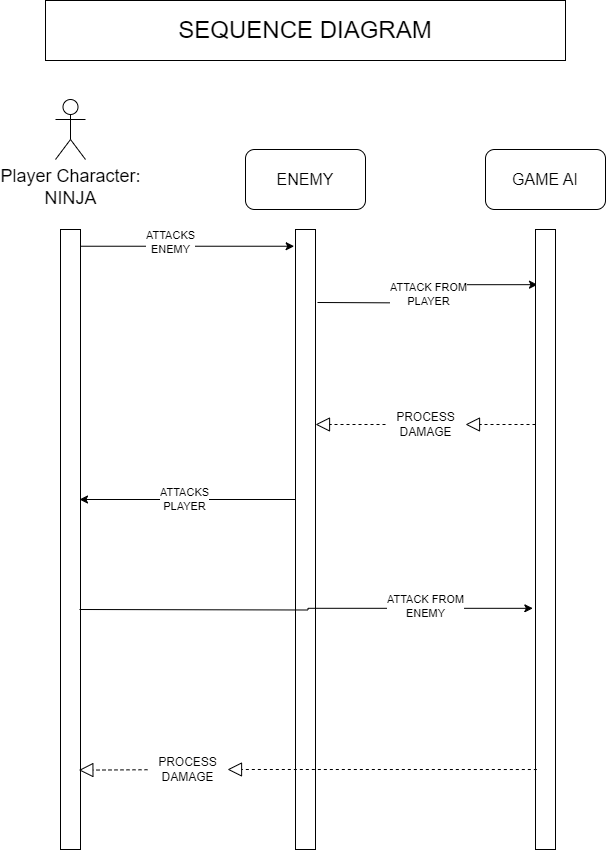 SEQUENCE DIAGRAM
Player Character:
NINJA
ENEMY
GAME AI
ATTACKS
ENEMY
ATTACK FROM
PLAYER
PROCESS
DAMAGE
ATTACKS
PLAYER
ATTACK FROM
ENEMY
PROCESS
DAMAGE